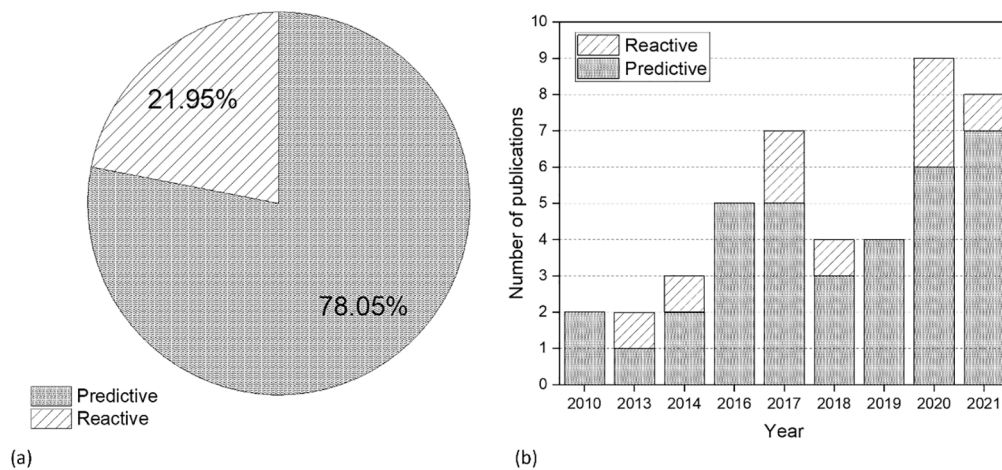 21.95%
78.05%
Predictive
Reactive
(a)
10
9
8
7
6
5
4
3
2
1
0
Number of publications
Reactive
Predictive
2010 2013 2014 2016 2017 2018 2019 2020 2021
Year
(b)